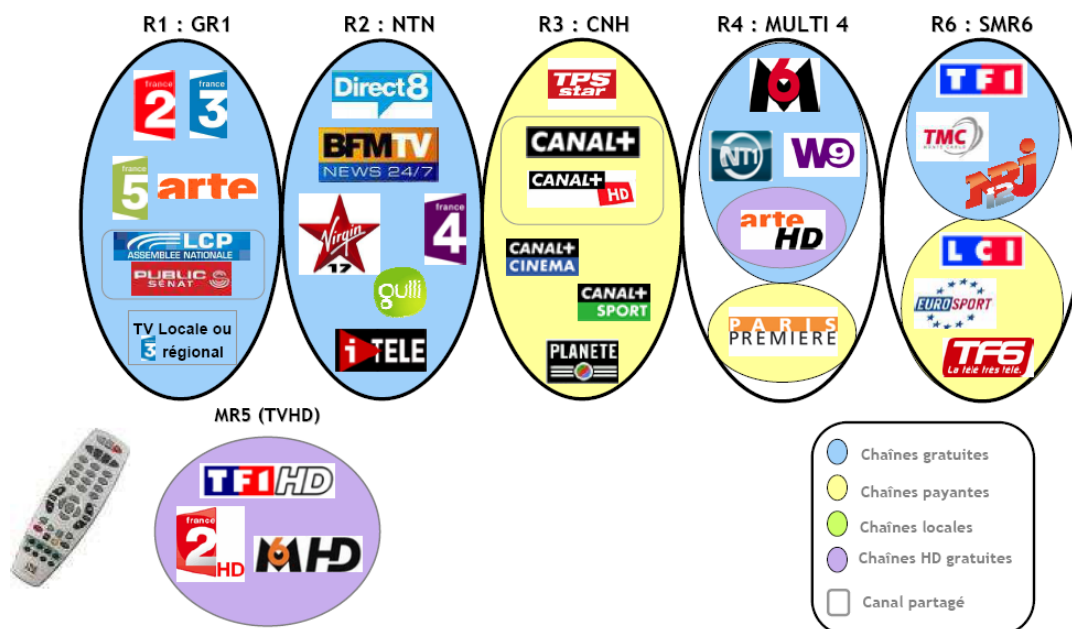 R1 : GR1
R2 : NTN
R3 : CNH
R4 : MULTI 4
R6 : SMR6
france
2
france
3
france
5
arte
LCP
ASSEMBLEE NATIONALE
PUBLIC S
SÉNAT
TV Locale ou
3 régional
Direct8
BFMTV
NEWS 24/7
Virgin
17
france
4
gulli
i TELE
TPS
star
CANAL+
CANAL+
HD
CANAL+
CINEMA
CANAL+
SPORT
PLANETE
M6
NT1
W9
arte
HD
PARIS
PREMIERE
TF1
TMC
MONTE CARLO
NRJ
12
LCI
EUROSPORT
TF6
La télé très télé.
MR5 (TVHD)
TF1 HD
france
2
HD
M6 HD
Chaînes gratuites
Chaînes payantes
Chaînes locales
Chaînes HD gratuites
Canal partagé